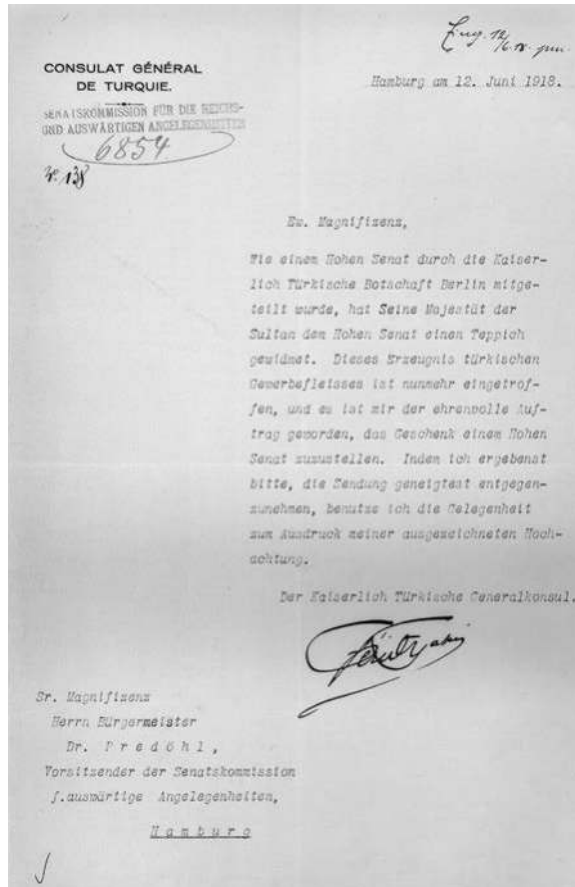 Eing. 12/6.18.
CONSULAT GÉNÉRAL
DE TURQUIE.
Hamburg am 12. Juni 1918.
SENATSKOMMISSION FÜR DIE REICHS-
UND AUSWÄRTIGEN ANGELEGENHEITEN
6854
No 138
Ew. Magnifizenz,
Wie einem Hohen Senat durch die Kaiser-
lich Türkische Botschaft Berlin mitge-
teilt wurde, hat Seine Majestät der
Sultan dem Hohen Senat einen Teppich
gewidmet. Dieses Erzeugnis türkischen
Gewerbefleisses ist nunmehr eingetrof-
fen, und es ist mir der ehrenvolle Auf-
trag geworden, das Geschenk einem Hohen
Senat zuzustellen. Indem ich ergebenst
bitte, die Sendung geneigtest entgegen-
zunehmen, benutze ich die Gelegenheit
zum Ausdruck meiner ausgezeichneten Hoch-
achtung.
Der Kaiserlich Türkische Generalkonsul.
Sr. Magnifizenz
Herrn Bürgermeister
Dr. Predöhl,
Vorsitzender der Senatskommission
f.auswärtige Angelegenheiten,
Hamburg